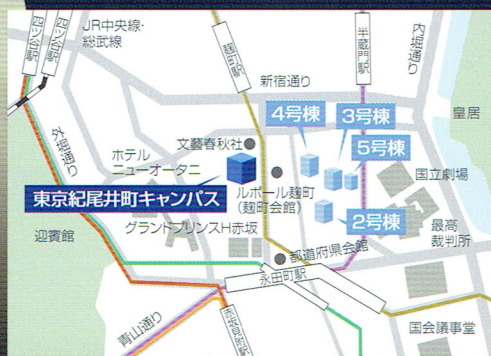 四ツ谷駅
四ツ谷駅
JR中央線・
総武線
麹町駅
半蔵門駅
内堀通り
新宿通り
皇居
4号棟
3号棟
5号棟
2号棟
文藝春秋社
外堀通り
ホテル
ニューオータニ
東京紀尾井町キャンパス
ルポール麹町
(麹町会館)
国立劇場
最高
裁判所
迎賓館
グランドプリンスH赤坂
都道府県会館
永田町駅
赤坂見附駅
青山通り
国会議事堂